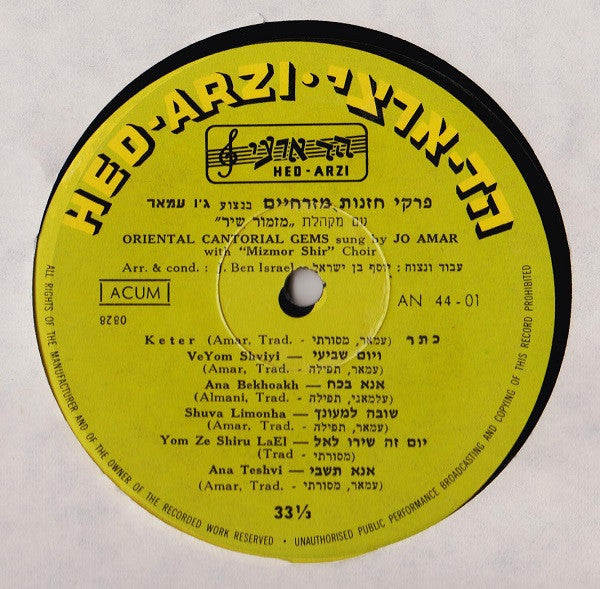 HED-ARZI · הד-ארצי
הד ארצי
HED-ARZI
פרקי חזנות מזרחיים בנצוע ג'ו עמאר
עם מקהלת "מזמור שיר"
ORIENTAL CANTORIAL GEMS sung by JO AMAR
with "Mizmor Shir" Choir
Arr. & cond. : J. Ben Israel - עבוד ונצוח : יוסף בן ישראל
ACUM
AN 44-01
0828
Keter (Amar, Trad. - עמאר, מסורתי) כתר
VeYom Shviyi — ויום שביעי
(Amar, Trad. - עמאר, תפילה)
Ana Bekhoakh — אנא בכח
(Almani, Trad. - עלמאני, תפילה)
Shuva Limonha — שובה למעונך
(Amar, Trad. - עמאר, תפילה)
Yom Ze Shiru LaEl — יום זה שירו לאל
(Trad - מסורתי)
Ana Teshvi — אנא תשבי
(Amar, Trad. - עמאר, מסורתי)
33⅓
ALL RIGHTS OF THE MANUFACTURER AND OF THE OWNER OF THE RECORDED WORK RESERVED • UNAUTHORISED PUBLIC PERFORMANCE BROADCASTING AND COPYING OF THIS RECORD PROHIBITED